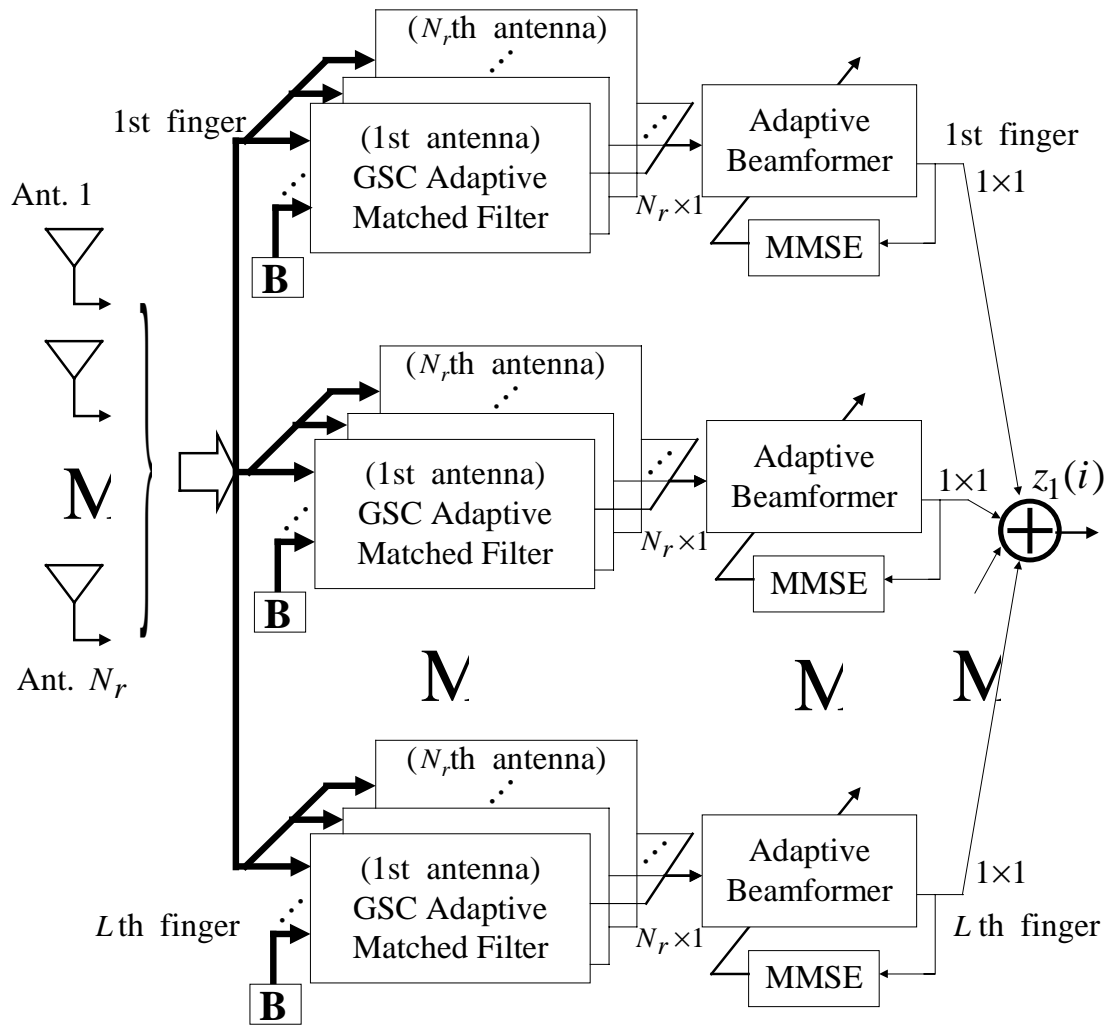 (N_r th antenna)
1st finger
(1st antenna)
GSC Adaptive
Matched Filter
B
N_r×1
Adaptive
Beamformer
MMSE
1st finger
1×1
Ant. 1
M
Ant. N_r
(N_r th antenna)
(1st antenna)
GSC Adaptive
Matched Filter
B
N_r×1
Adaptive
Beamformer
MMSE
1×1
z_1(i)
M
M
M
(N_r th antenna)
(1st antenna)
GSC Adaptive
Matched Filter
L th finger
B
N_r×1
Adaptive
Beamformer
MMSE
1×1
L th finger